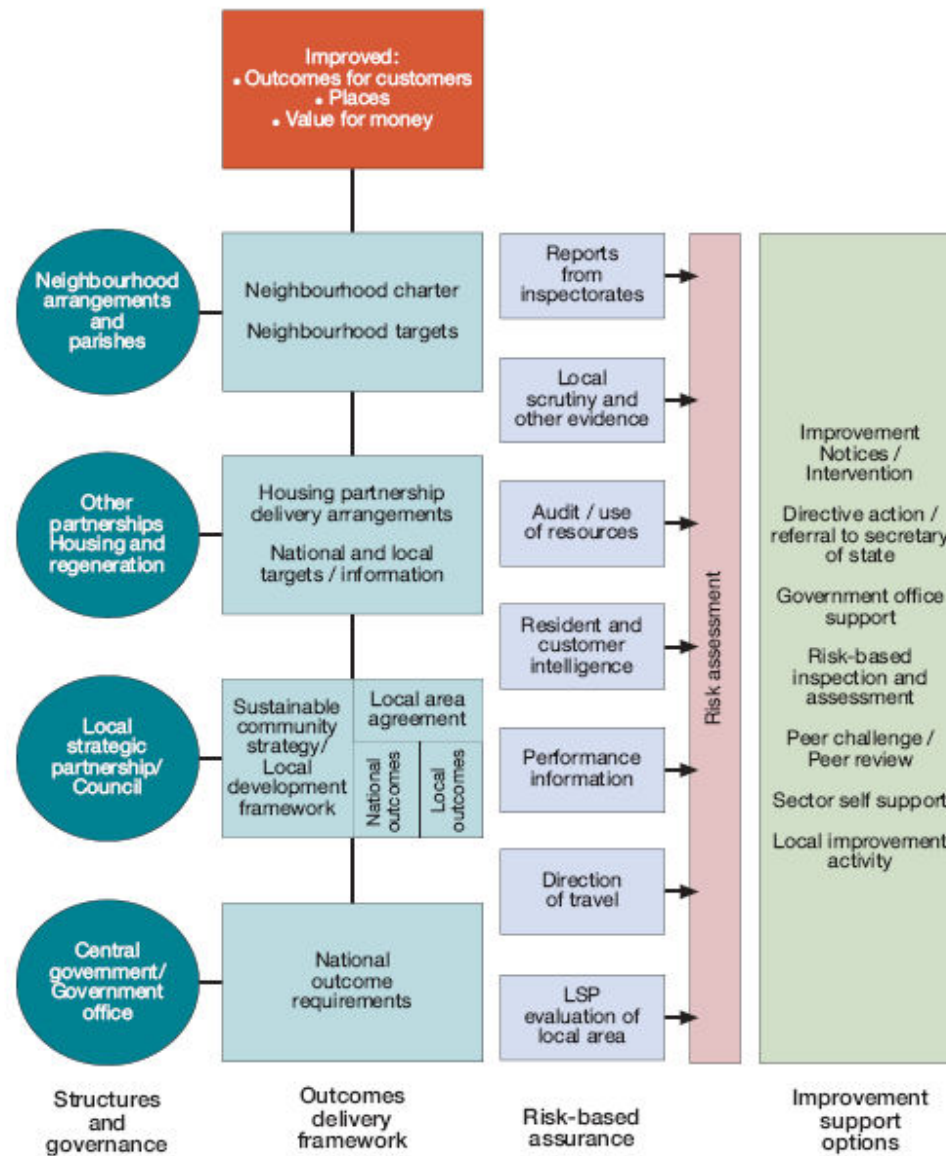 Improved:
• Outcomes for customers
• Places
• Value for money
Neighbourhood
arrangements
and
parishes
Neighbourhood charter
Neighbourhood targets
Other
partnerships
Housing and
regeneration
Housing partnership
delivery arrangements
National and local
targets / information
Local
strategic
partnership/
Council
Sustainable
community
strategy/
Local
development
framework
Local area
agreement
National
outcomes
Local
outcomes
Central
government/
Government
office
National
outcome
requirements
Reports
from
inspectorates
Local
scrutiny and
other evidence
Audit / use
of resources
Resident and
customer
intelligence
Performance
information
Direction
of travel
LSP
evaluation of
local area
Risk assessment
Improvement
Notices /
Intervention
Directive action /
referral to secretary
of state
Government office
support
Risk-based
inspection and
assessment
Peer challenge /
Peer review
Sector self support
Local improvement
activity
Structures
and
governance
Outcomes
delivery
framework
Risk-based
assurance
Improvement
support
options